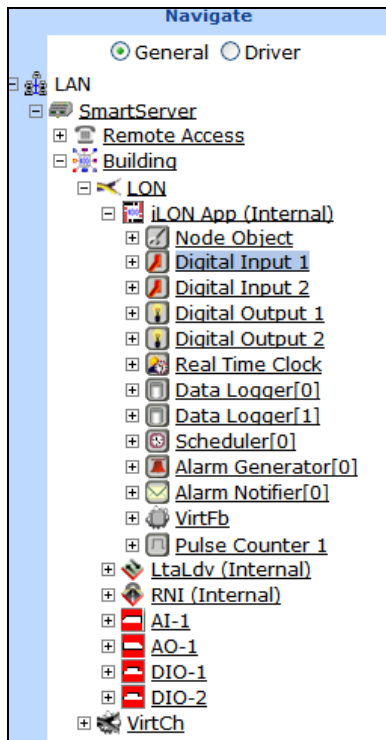 Navigate
General Driver
LAN
SmartServer
Remote Access
Building
LON
iLON App (Internal)
Node Object
Digital Input 1
Digital Input 2
Digital Output 1
Digital Output 2
Real Time Clock
Data Logger[0]
Data Logger[1]
Scheduler[0]
Alarm Generator[0]
Alarm Notifier[0]
VirtFb
Pulse Counter 1
LtaLdv (Internal)
RNI (Internal)
AI-1
AO-1
DIO-1
DIO-2
VirtCh